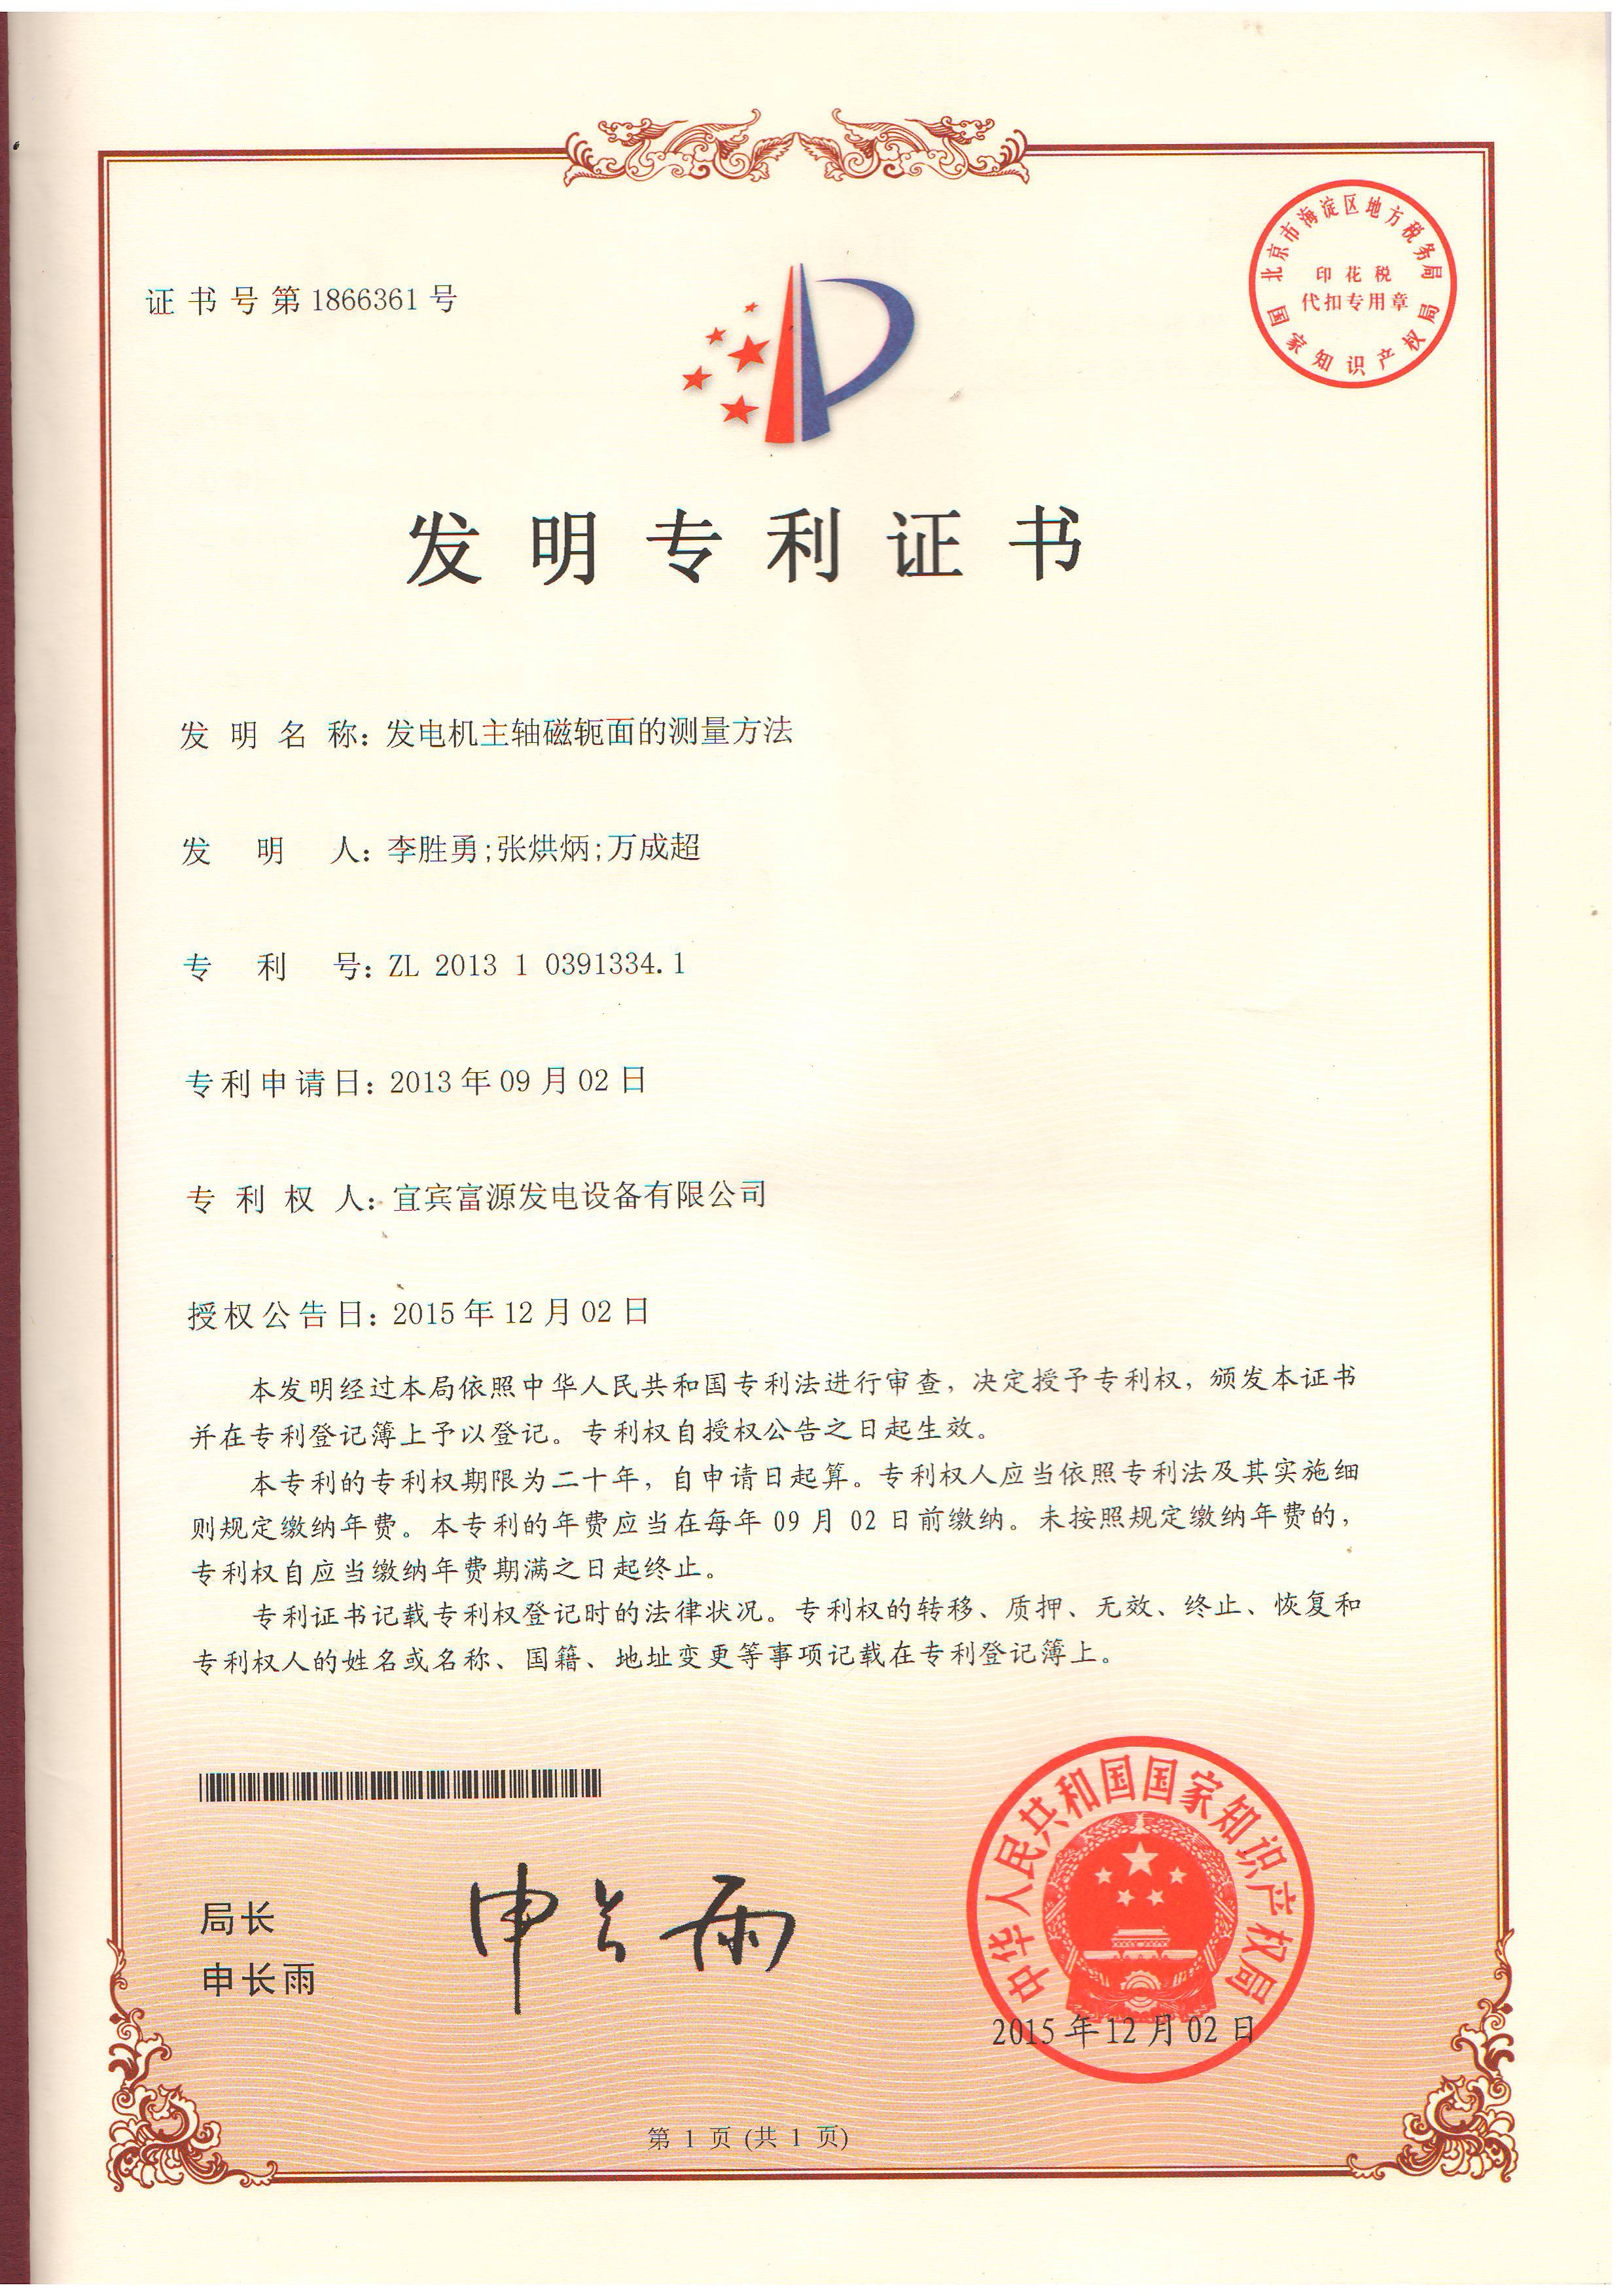 证书号第1866361号
北京市海淀区地方税务局
印花税
代扣专用章
国家知识产权局
发明专利证书
发明名称：发电机主轴磁轭面的测量方法
发明人：李胜勇;张烘炳;万成超
专利号：ZL 2013 1 0391334.1
专利申请日：2013年09月02日
专利权人：宜宾富源发电设备有限公司
授权公告日：2015年12月02日
本发明经过本局依照中华人民共和国专利法进行审查，决定授予专利权，颁发本证书
并在专利登记簿上予以登记。专利权自授权公告之日起生效。
本专利的专利权期限为二十年，自申请日起算。专利权人应当依照专利法及其实施细
则规定缴纳年费。本专利的年费应当在每年09月02日前缴纳。未按照规定缴纳年费的，
专利权自应当缴纳年费期满之日起终止。
专利证书记载专利权登记时的法律状况。专利权的转移、质押、无效、终止、恢复和
专利权人的姓名或名称、国籍、地址变更等事项记载在专利登记簿上。
局长
申长雨
申长雨
中华人民共和国国家知识产权局
2015年12月02日
第 1 页 (共 1 页)